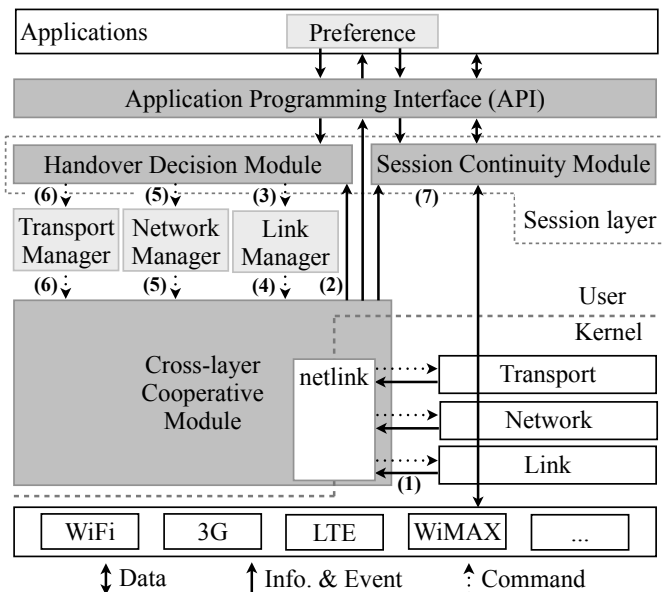 Applications
Preference
Application Programming Interface (API)
Handover Decision Module
Session Continuity Module
(6)
(5)
(3)
(7)
Transport
Manager
Network
Manager
Link
Manager
Session layer
(6)
(5)
(4)
(2)
User
Kernel
Cross-layer
Cooperative
Module
netlink
Transport
Network
Link
(1)
WiFi
3G
LTE
WiMAX
...
Data
Info. & Event
Command